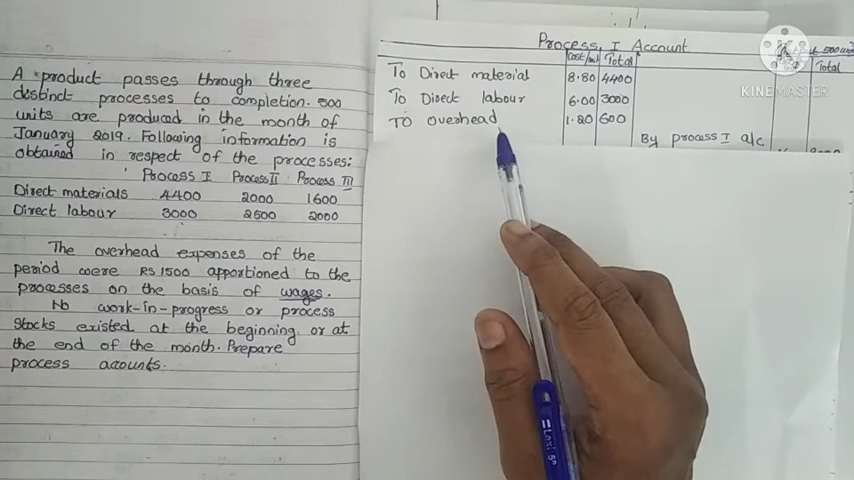 A product passes through three
distinct processes to completion. 500
units are produced in the month of
January 2019. Following information is
obtained in respect of the processes:
Process I Process II Process III
Direct materials 4400 2000 1600
Direct labour 3000 2500 2000
The overhead expenses of the
period were RS 1500 apportioned to the
processes on the basis of wages.
No work-in-progress or process
stocks existed at the beginning or at
the end of the month. Prepare
process accounts.
Process I Account
500
Cost/unit Total Total
To Direct material 8.80 4400
To Direct labour 6.00 3000
To overhead 1.20 600
By process I a/c
KINEMASTER